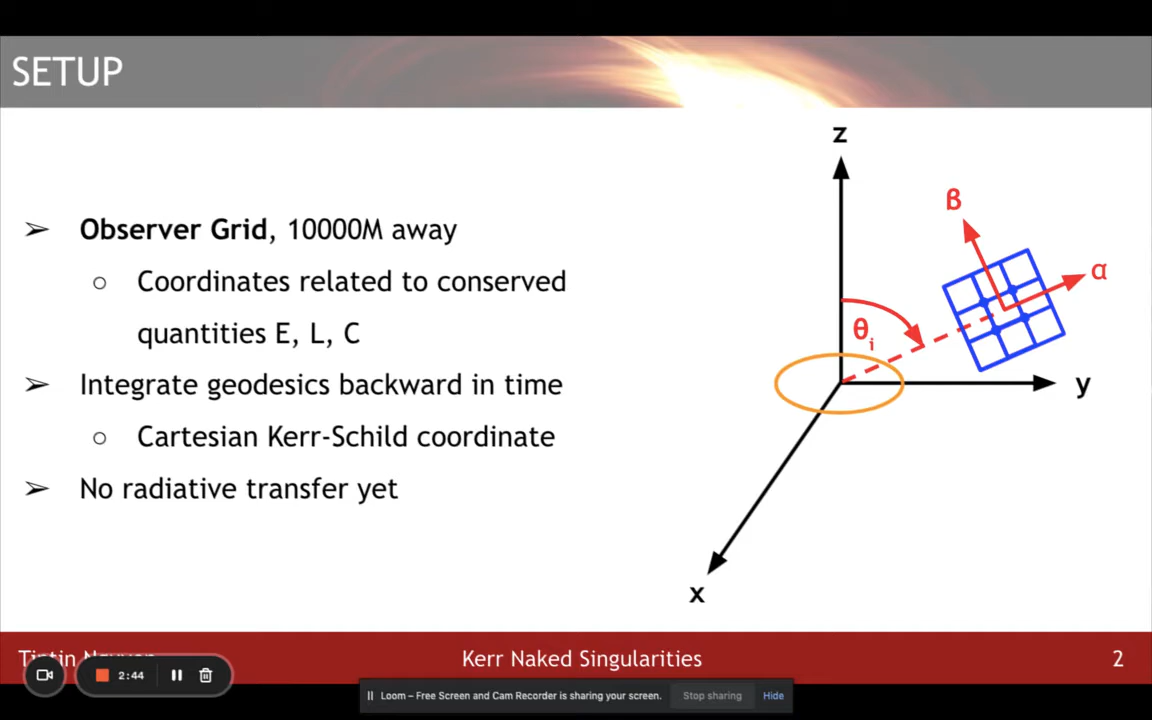 SETUP
z
➢ Observer Grid, 10000M away
○ Coordinates related to conserved
quantities E, L, C
➢ Integrate geodesics backward in time
○ Cartesian Kerr-Schild coordinate
➢ No radiative transfer yet
β
α
θi
y
x
Tintin
Kerr Naked Singularities
2
2:44
Loom – Free Screen and Cam Recorder is sharing your screen.
Stop sharing
Hide